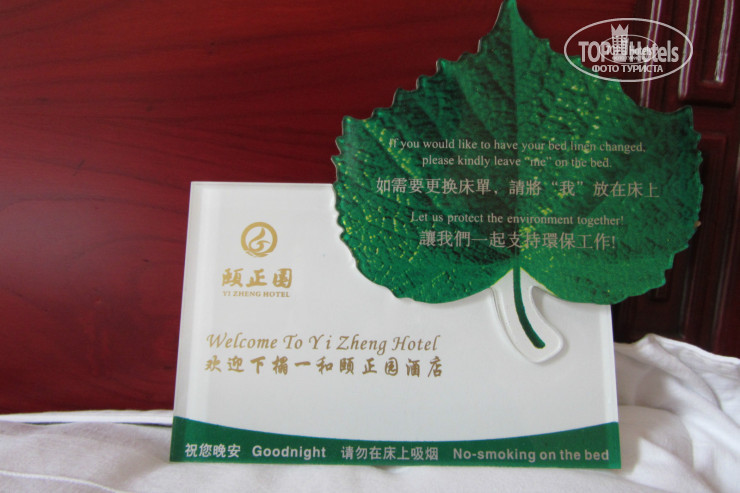 TOP Hotels
ФОТО ТУРИСТА
If you would like to have your bed linen changed,
please kindly leave "me" on the bed.
如需要更换床單，請將“我”放在床上
Let us protect the environment together!
讓我們一起支持環保工作!
頤正园
YI ZHENG HOTEL
Welcome To Yi Zheng Hotel
欢迎下榻一和頤正园酒店
祝您晚安 Goodnight 请勿在床上吸烟 No-smoking on the bed